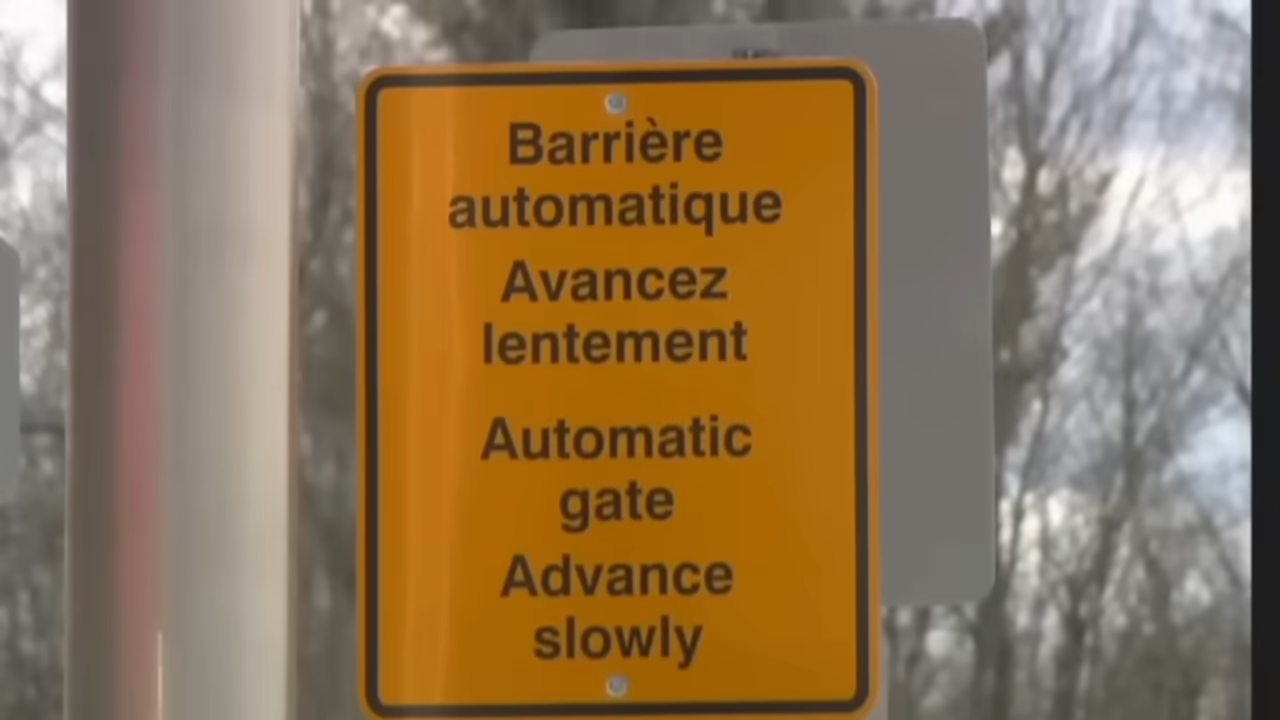 Barrière
automatique
Avancez
lentement
Automatic
gate
Advance
slowly